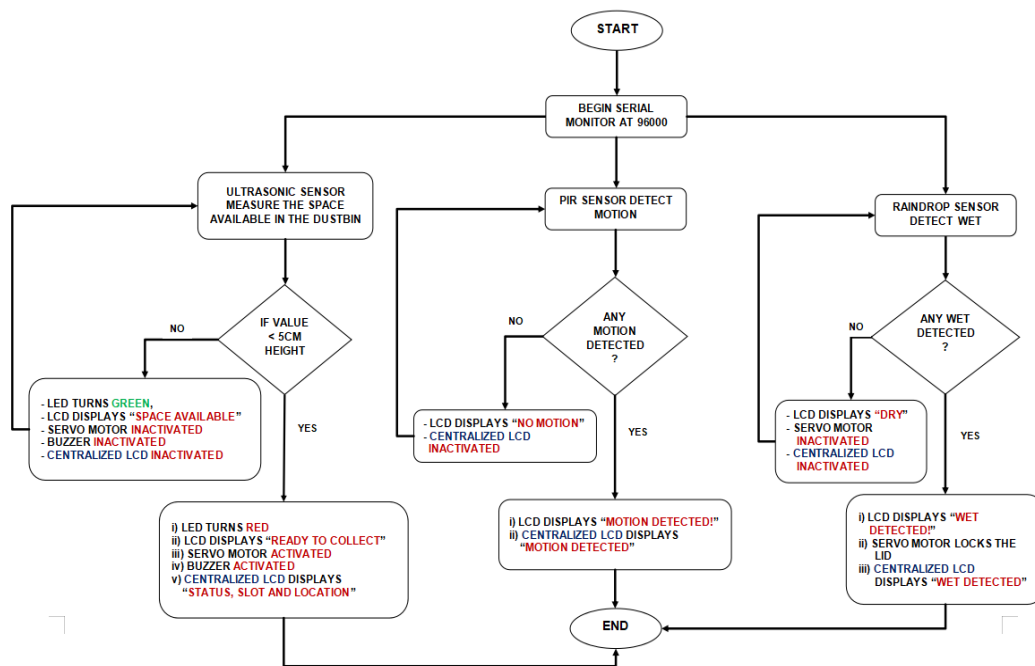 START
BEGIN SERIAL
MONITOR AT 96000
ULTRASONIC SENSOR
MEASURE THE SPACE
AVAILABLE IN THE DUSTBIN
IF VALUE
< 5CM
HEIGHT
NO
- LED TURNS GREEN,
- LCD DISPLAYS “SPACE AVAILABLE”
- SERVO MOTOR INACTIVATED
- BUZZER INACTIVATED
- CENTRALIZED LCD INACTIVATED
YES
i) LED TURNS RED
ii) LCD DISPLAYS “READY TO COLLECT”
iii) SERVO MOTOR ACTIVATED
iv) BUZZER ACTIVATED
v) CENTRALIZED LCD DISPLAYS
“STATUS, SLOT AND LOCATION”
PIR SENSOR DETECT
MOTION
ANY
MOTION
DETECTED
?
NO
- LCD DISPLAYS “NO MOTION”
- CENTRALIZED LCD
INACTIVATED
YES
i) LCD DISPLAYS “MOTION DETECTED!”
ii) CENTRALIZED LCD DISPLAYS
“MOTION DETECTED”
RAINDROP SENSOR
DETECT WET
ANY WET
DETECTED
?
NO
- LCD DISPLAYS “DRY”
- SERVO MOTOR
INACTIVATED
- CENTRALIZED LCD
INACTIVATED
YES
i) LCD DISPLAYS “WET
DETECTED!”
ii) SERVO MOTOR LOCKS THE
LID
iii) CENTRALIZED LCD
DISPLAYS “WET DETECTED”
END